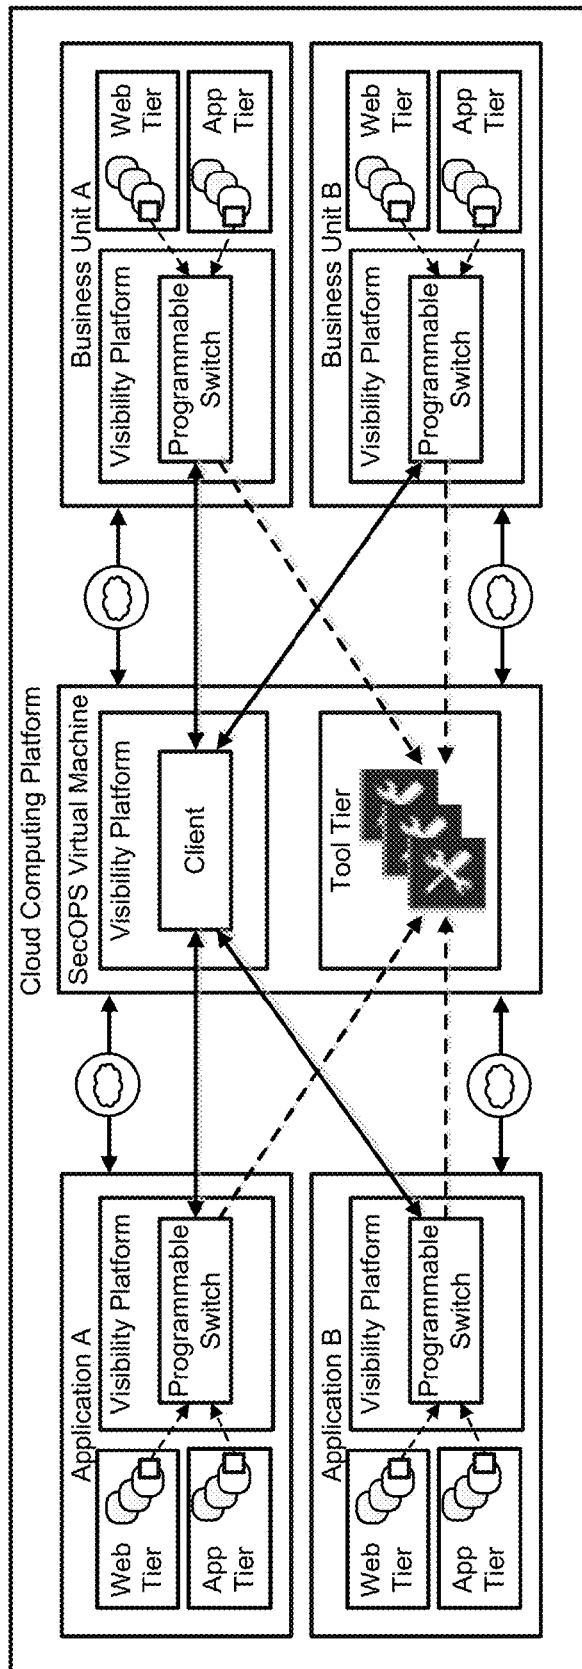 Cloud Computing Platform
Application A
Web
Tier
App
Tier
Visibility Platform
Programmable
Switch
Application B
Web
Tier
App
Tier
Visibility Platform
Programmable
Switch
SecOPS Virtual Machine
Visibility Platform
Client
Tool Tier
Business Unit A
Visibility Platform
Programmable
Switch
Web
Tier
App
Tier
Business Unit B
Visibility Platform
Programmable
Switch
Web
Tier
App
Tier